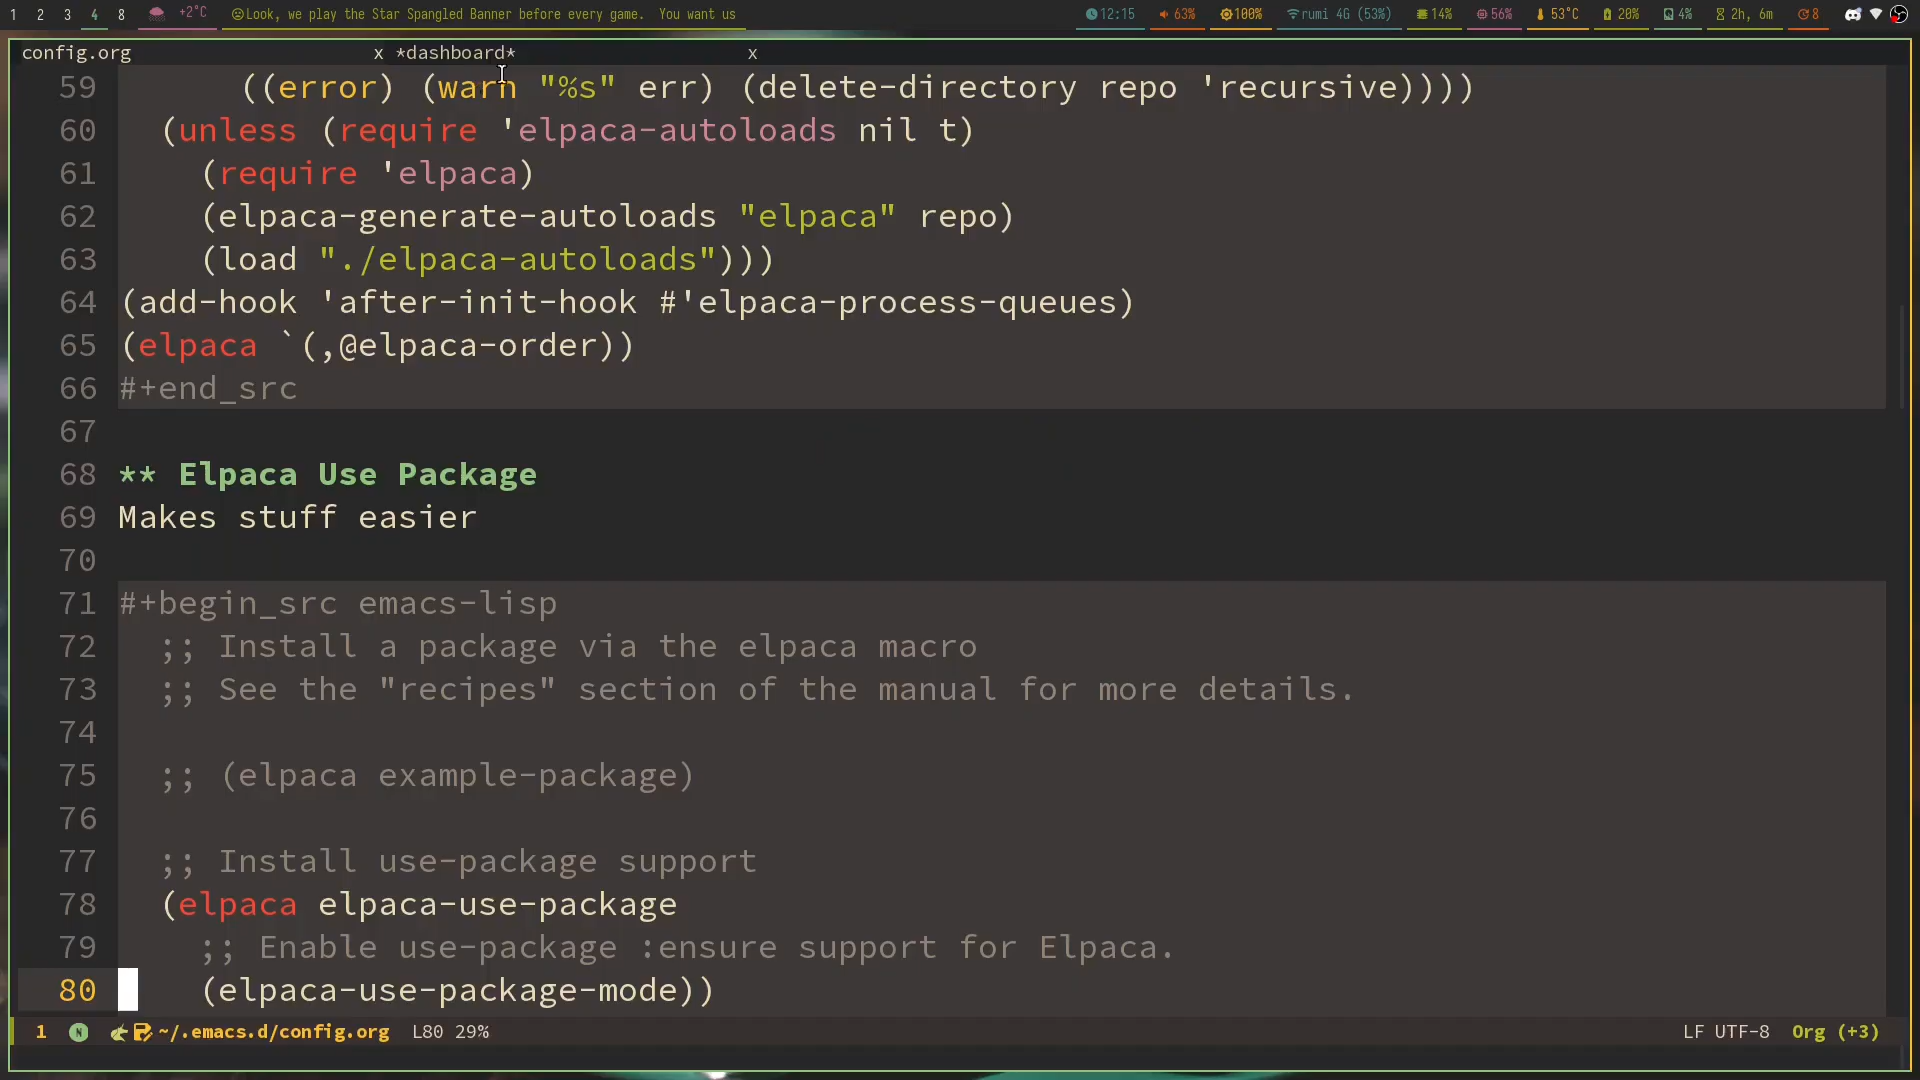 1 2 3 4 8 +2°C Look, we play the Star Spangled Banner before every game. You want us 12:15 63% 100% rumi 4G (53%) 14% 56% 53°C 20% 4% 2h, 6m 8
config.org x *dashboard* x
59 ((error) (warn "%s" err) (delete-directory repo 'recursive))))
60 (unless (require 'elpaca-autoloads nil t)
61 (require 'elpaca)
62 (elpaca-generate-autoloads "elpaca" repo)
63 (load "./elpaca-autoloads")))
64 (add-hook 'after-init-hook #'elpaca-process-queues)
65 (elpaca `(,@elpaca-order))
66 #+end_src
67
68 ** Elpaca Use Package
69 Makes stuff easier
70
71 #+begin_src emacs-lisp
72 ;; Install a package via the elpaca macro
73 ;; See the "recipes" section of the manual for more details.
74
75 ;; (elpaca example-package)
76
77 ;; Install use-package support
78 (elpaca elpaca-use-package
79 ;; Enable use-package :ensure support for Elpaca.
80 (elpaca-use-package-mode))
1 N ~/.emacs.d/config.org L80 29% LF UTF-8 Org (+3)